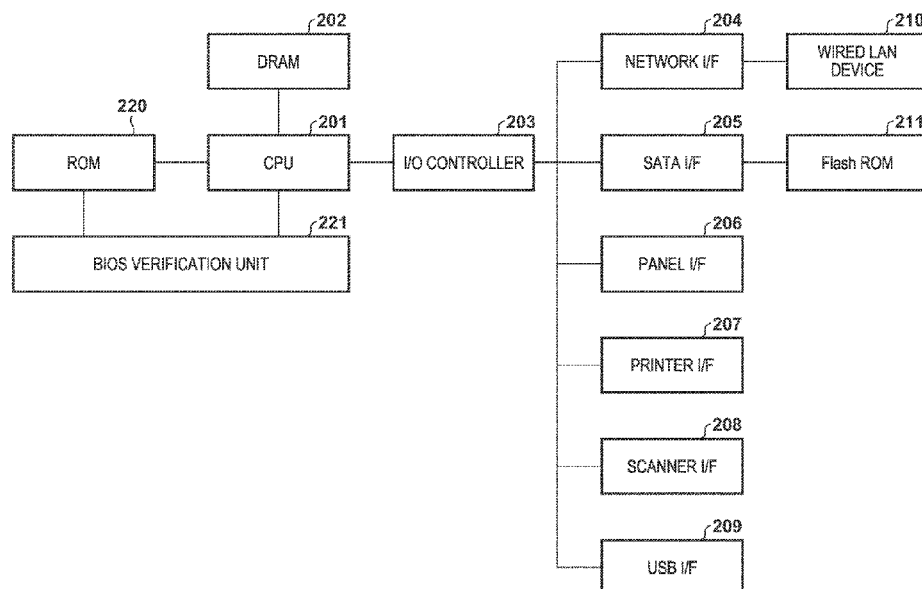 202
DRAM
220
ROM
201
CPU
203
I/O CONTROLLER
221
BIOS VERIFICATION UNIT
204
NETWORK I/F
210
WIRED LAN
DEVICE
205
SATA I/F
211
Flash ROM
206
PANEL I/F
207
PRINTER I/F
208
SCANNER I/F
209
USB I/F